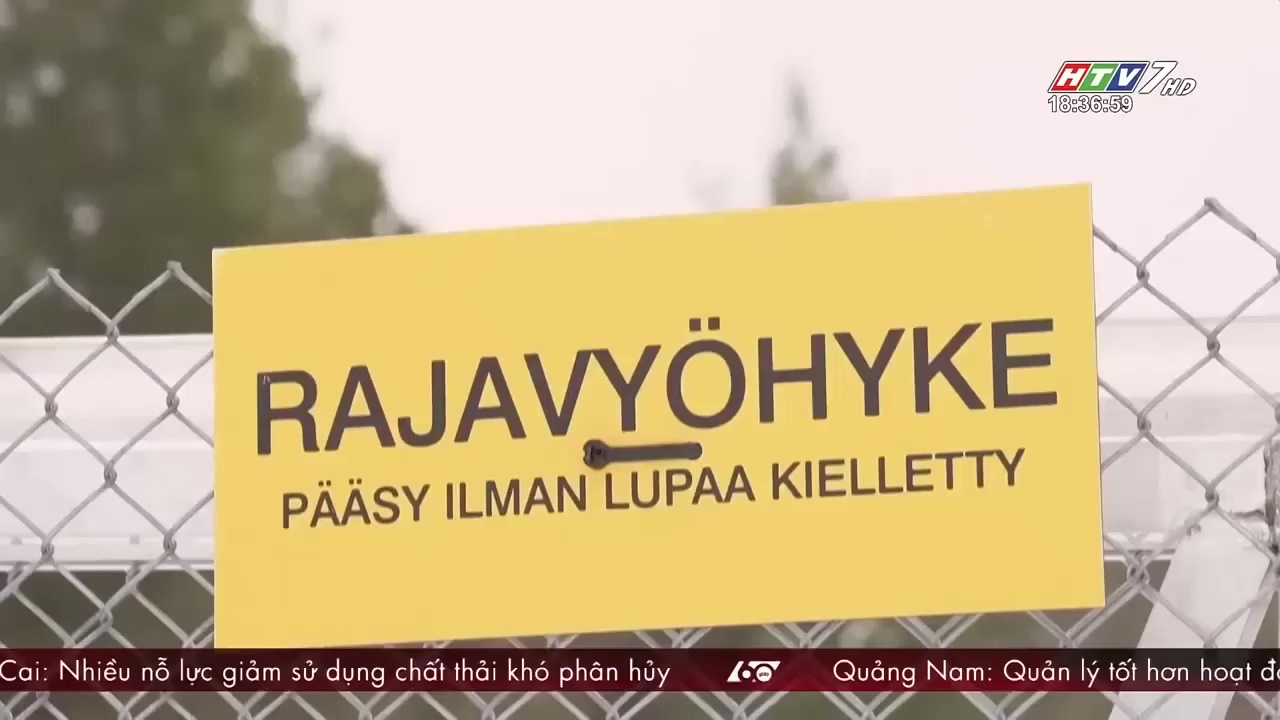 HTV7 HD
18:36:59
RAJAVYÖHYKE
PÄÄSY ILMAN LUPAA KIELLETTY
Cai: Nhiều nỗ lực giảm sử dụng chất thải khó phân hủy
60 Quảng Nam: Quản lý tốt hơn hoạt